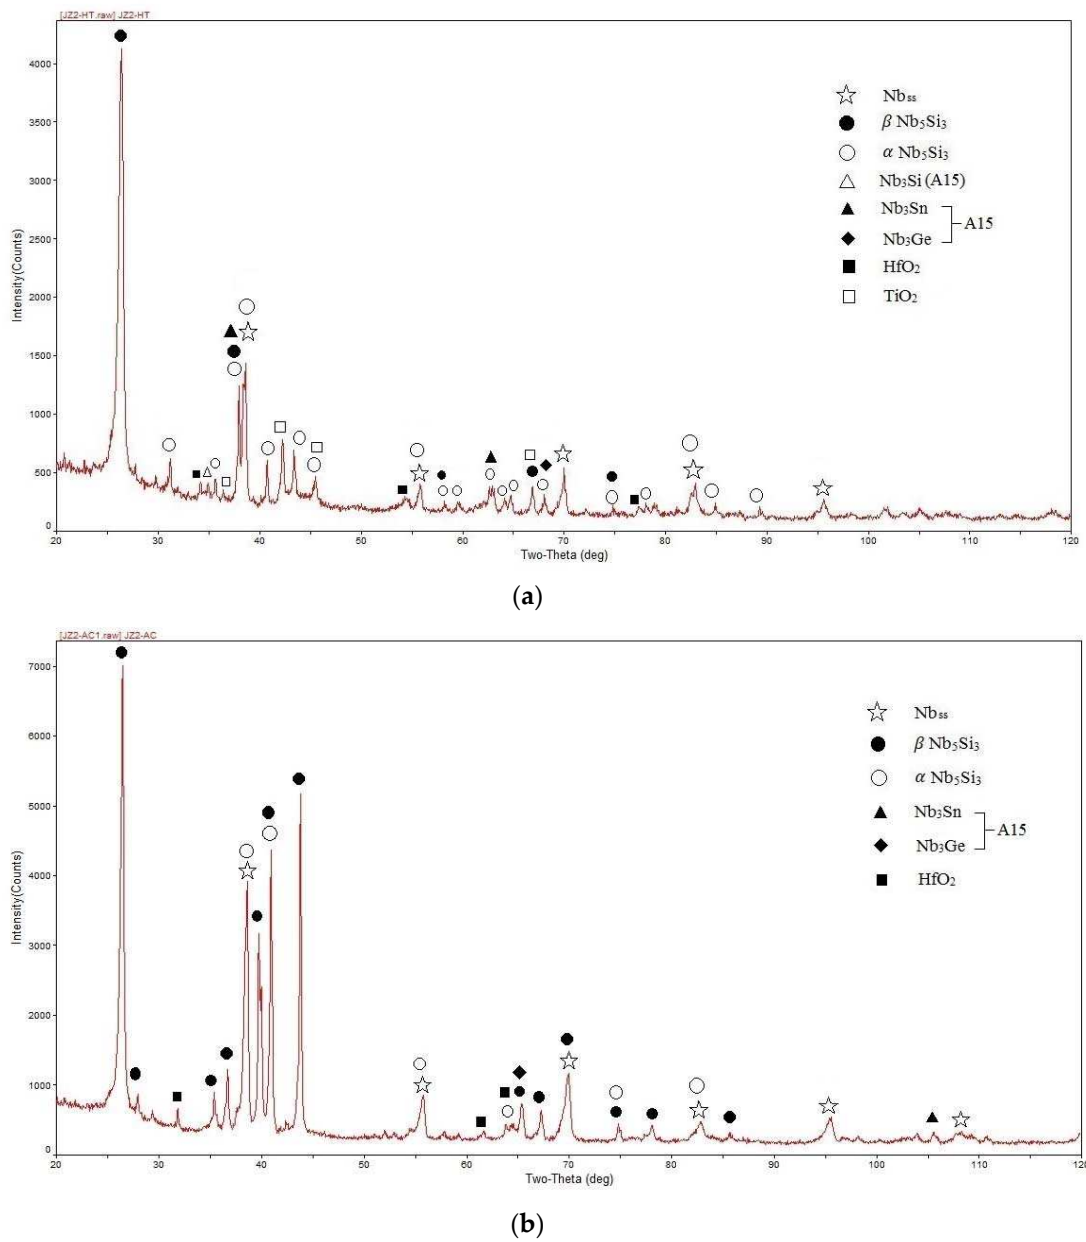 [JZ2-HT.raw] JZ2-HT
Intensity(Counts)
4000
3500
3000
2500
2000
1500
1000
500
0
Nbss
β Nb5Si3
α Nb5Si3
Nb3Si (A15)
Nb3Sn
A15
Nb3Ge
HfO2
TiO2
20 30 40 50 60 70 80 90 100 110 120
Two-Theta (deg)
(a)
[JZ2-AC1.raw] JZ2-AC
Intensity(Counts)
7000
6000
5000
4000
3000
2000
1000
0
Nbss
β Nb5Si3
α Nb5Si3
Nb3Sn
A15
Nb3Ge
HfO2
20 30 40 50 60 70 80 90 100 110 120
Two-Theta (deg)
(b)